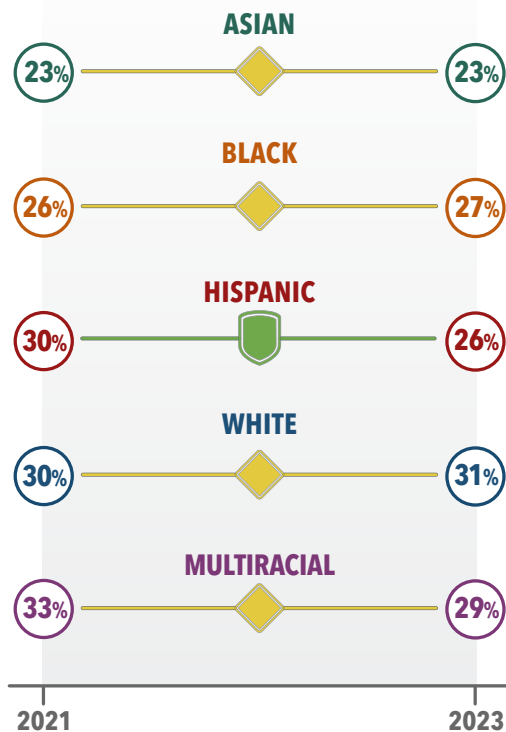 ASIAN
23% 23%
BLACK
26% 27%
HISPANIC
30% 26%
WHITE
30% 31%
MULTIRACIAL
33% 29%
2021 2023